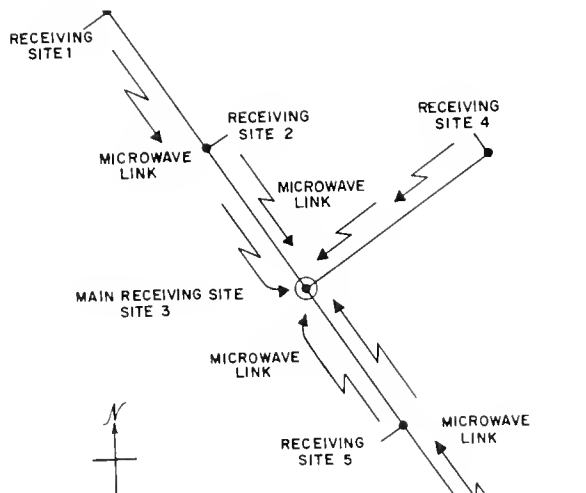 RECEIVING
SITE 1
RECEIVING
SITE 2
RECEIVING
SITE 4
MICROWAVE
LINK
MICROWAVE
LINK
MAIN RECEIVING SITE
SITE 3
MICROWAVE
LINK
MICROWAVE
LINK
RECEIVING
SITE 5
N